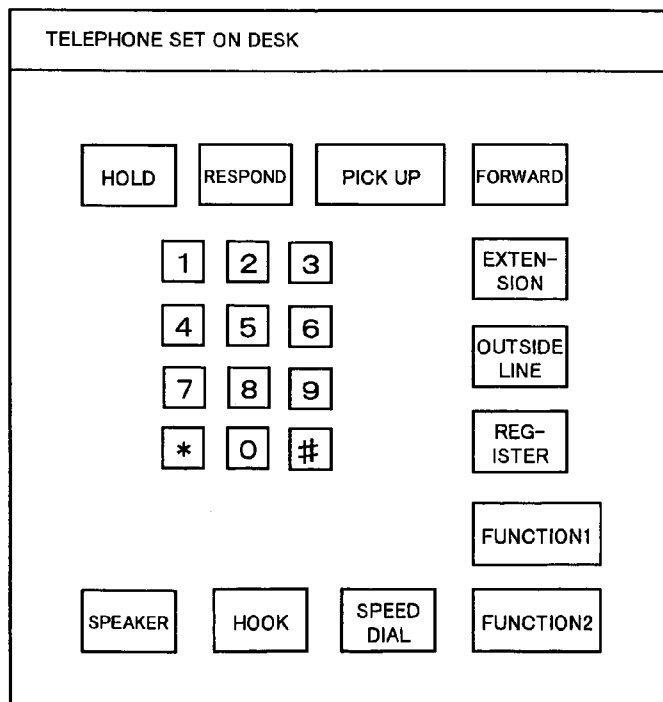 TELEPHONE SET ON DESK
HOLD RESPOND PICK UP FORWARD
1 2 3
EXTEN-
SION
4 5 6
OUTSIDE
LINE
7 8 9
* 0 #
REG-
ISTER
FUNCTION1
SPEAKER HOOK SPEED
DIAL FUNCTION2